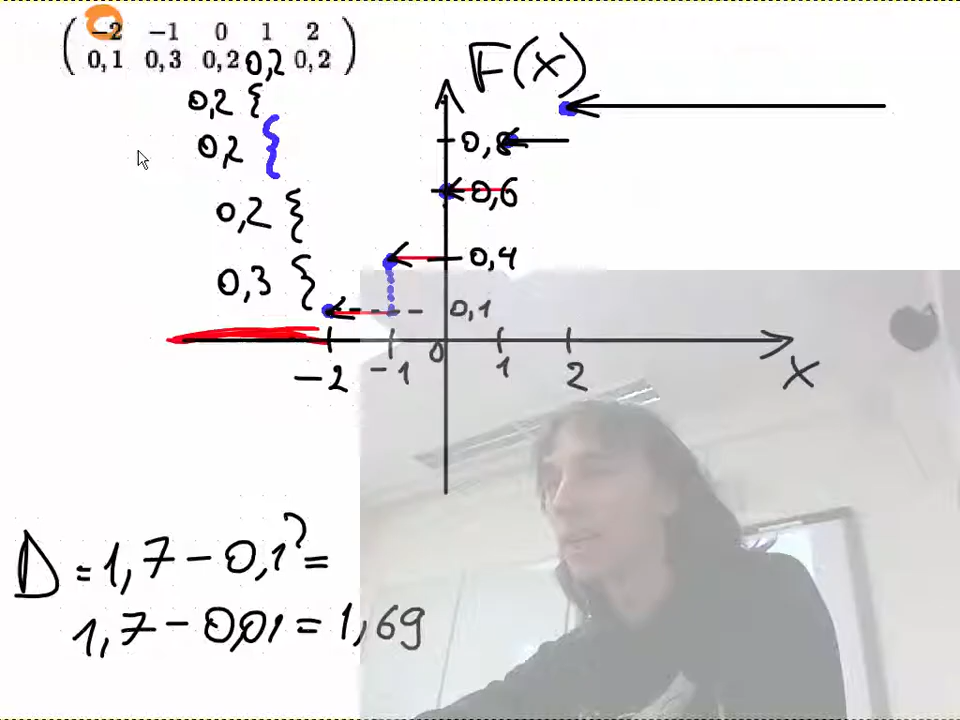 -2 -1 0 1 2
0,1 0,3 0,2 0,2 0,2
F(x)
0,2 {
0,2 {
0,8
0,6
0,2 {
0,4
0,3 {
0,1
-2 -1 0 1 2 x
D = 1,7 - 0,1² =
1,7 - 0,01 = 1,69